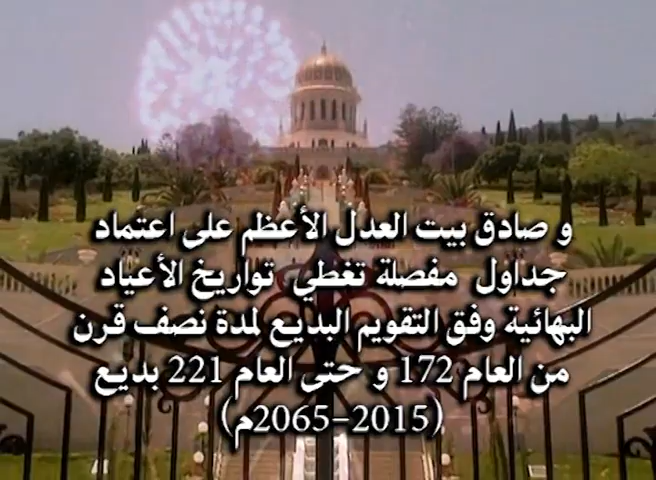 و صادق بيت العدل الأعظم على اعتماد
جداول مفصلة تغطي تواريخ الأعياد
البهائية وفق التقويم البديع لمدة نصف قرن
من العام 172 و حتى العام 221 بديع
(2015-2065م)